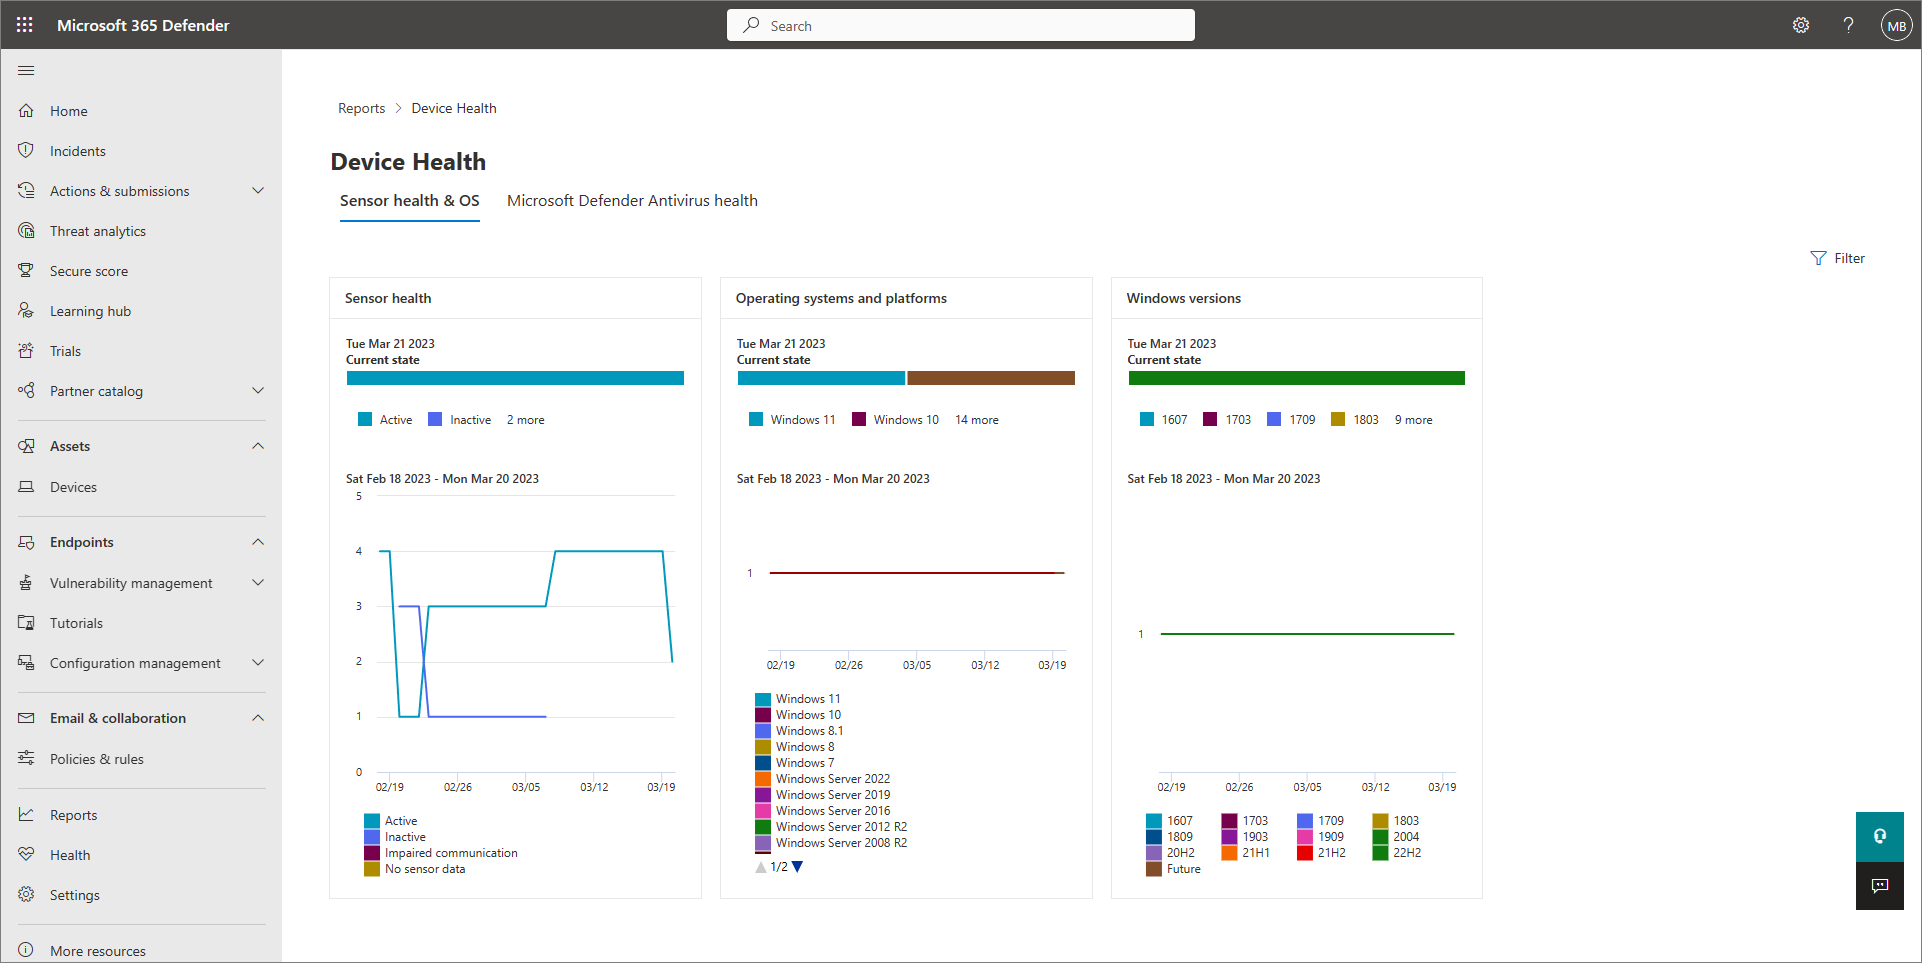 Microsoft 365 Defender
Search
MB
Home
Incidents
Actions & submissions
Threat analytics
Secure score
Learning hub
Trials
Partner catalog
Assets
Devices
Endpoints
Vulnerability management
Tutorials
Configuration management
Email & collaboration
Policies & rules
Reports
Health
Settings
More resources
Reports > Device Health
Device Health
Sensor health & OS
Microsoft Defender Antivirus health
Filter
Sensor health
Tue Mar 21 2023
Current state
Active Inactive 2 more
Sat Feb 18 2023 - Mon Mar 20 2023
5
4
3
2
1
0
02/19 02/26 03/05 03/12 03/19
Active
Inactive
Impaired communication
No sensor data
Operating systems and platforms
Tue Mar 21 2023
Current state
Windows 11 Windows 10 14 more
Sat Feb 18 2023 - Mon Mar 20 2023
1
02/19 02/26 03/05 03/12 03/19
Windows 11
Windows 10
Windows 8.1
Windows 8
Windows 7
Windows Server 2022
Windows Server 2019
Windows Server 2016
Windows Server 2012 R2
Windows Server 2008 R2
1/2
Windows versions
Tue Mar 21 2023
Current state
1607 1703 1709 1803 9 more
Sat Feb 18 2023 - Mon Mar 20 2023
1
02/19 02/26 03/05 03/12 03/19
1607 1703 1709 1803
1809 1903 1909 2004
20H2 21H1 21H2 22H2
Future